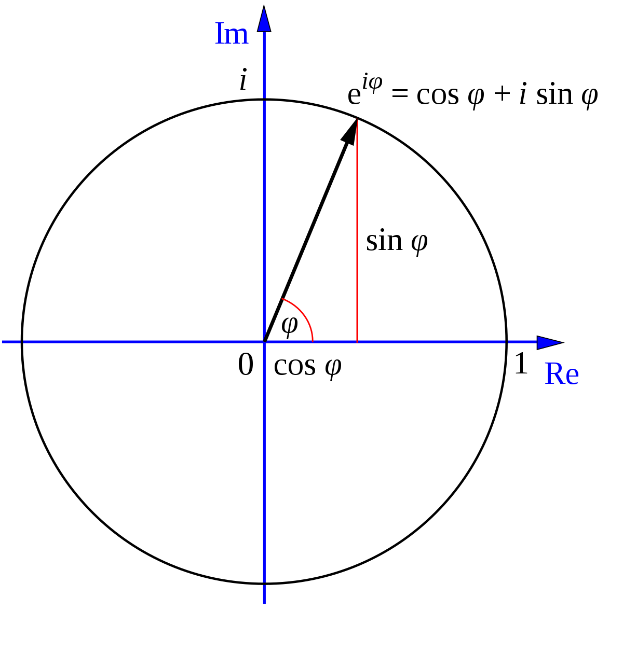 Im
i
e^{iφ} = cos φ + i sin φ
sin φ
φ
0 cos φ
1
Re